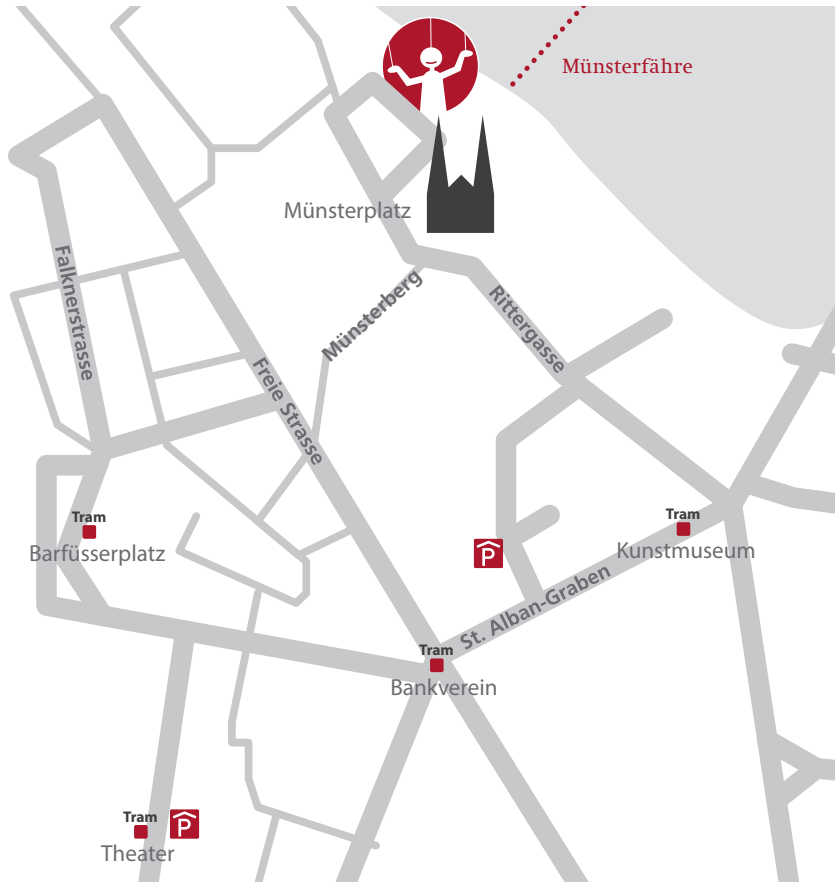 Münsterfähre
Münsterplatz
Falknerstrasse
Münsterberg
Rittergasse
Freie Strasse
Tram
Barfüsserplatz
Tram
Kunstmuseum
P
St. Alban-Graben
Tram
Bankverein
Tram
P
Theater